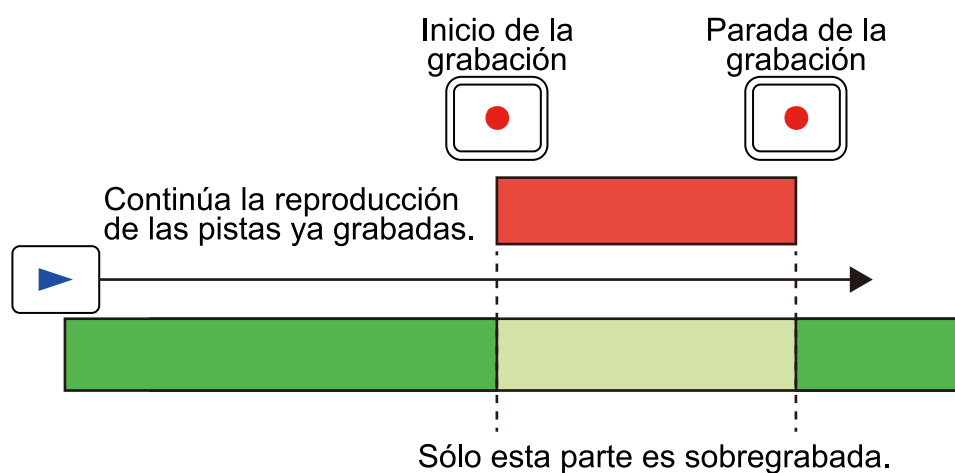 Inicio de la
grabación
Parada de la
grabación
Continúa la reproducción
de las pistas ya grabadas.
Sólo esta parte es sobregrabada.